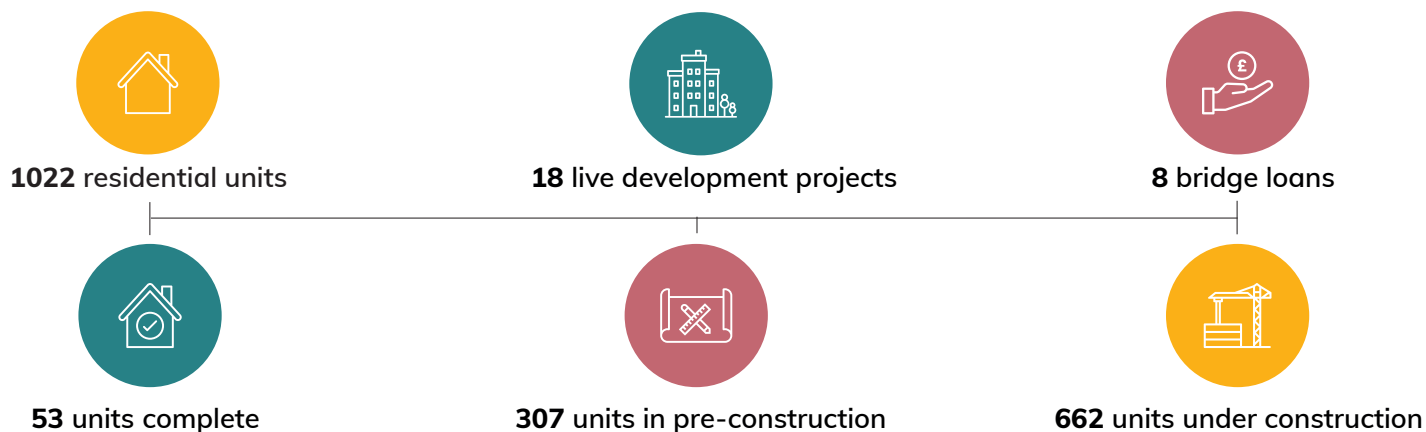 £
1022 residential units
18 live development projects
8 bridge loans
53 units complete
307 units in pre-construction
662 units under construction